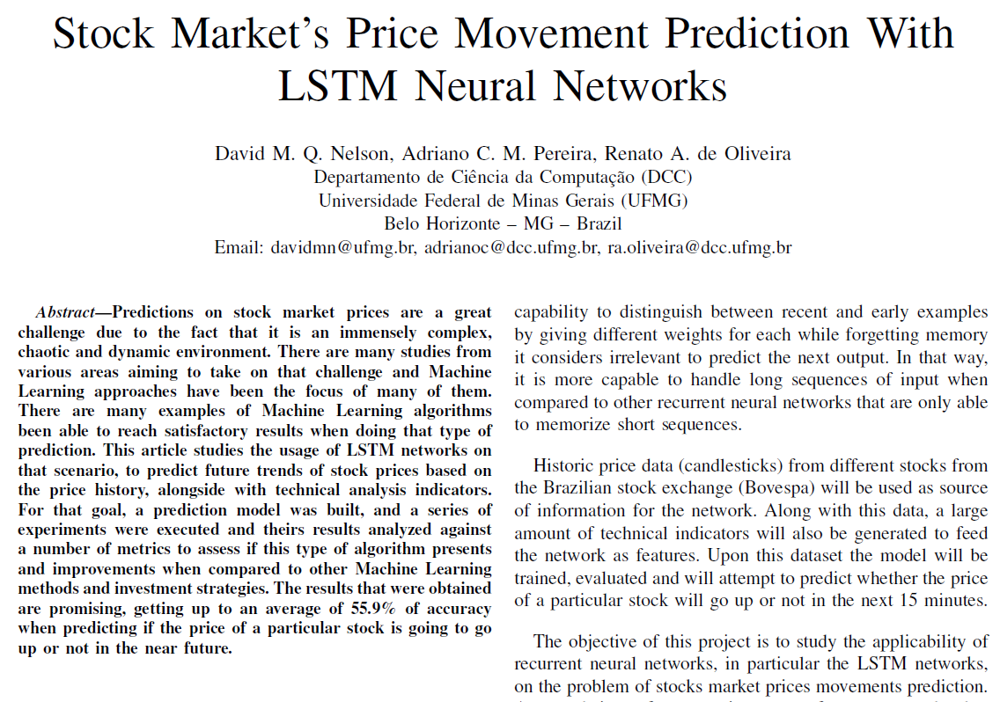 Stock Market's Price Movement Prediction With
LSTM Neural Networks
David M. Q. Nelson, Adriano C. M. Pereira, Renato A. de Oliveira
Departamento de Ciência da Computação (DCC)
Universidade Federal de Minas Gerais (UFMG)
Belo Horizonte – MG – Brazil
Email: davidmn@ufmg.br, adrianoc@dcc.ufmg.br, ra.oliveira@dcc.ufmg.br
Abstract—Predictions on stock market prices are a great
challenge due to the fact that it is an immensely complex,
chaotic and dynamic environment. There are many studies from
various areas aiming to take on that challenge and Machine
Learning approaches have been the focus of many of them.
There are many examples of Machine Learning algorithms
been able to reach satisfactory results when doing that type of
prediction. This article studies the usage of LSTM networks on
that scenario, to predict future trends of stock prices based on
the price history, alongside with technical analysis indicators.
For that goal, a prediction model was built, and a series of
experiments were executed and theirs results analyzed against
a number of metrics to assess if this type of algorithm presents
and improvements when compared to other Machine Learning
methods and investment strategies. The results that were obtained
are promising, getting up to an average of 55.9% of accuracy
when predicting if the price of a particular stock is going to go
up or not in the near future.
capability to distinguish between recent and early examples
by giving different weights for each while forgetting memory
it considers irrelevant to predict the next output. In that way,
it is more capable to handle long sequences of input when
compared to other recurrent neural networks that are only able
to memorize short sequences.
Historic price data (candlesticks) from different stocks from
the Brazilian stock exchange (Bovespa) will be used as source
of information for the network. Along with this data, a large
amount of technical indicators will also be generated to feed
the network as features. Upon this dataset the model will be
trained, evaluated and will attempt to predict whether the price
of a particular stock will go up or not in the next 15 minutes.
The objective of this project is to study the applicability of
recurrent neural networks, in particular the LSTM networks,
on the problem of stocks market prices movements prediction.